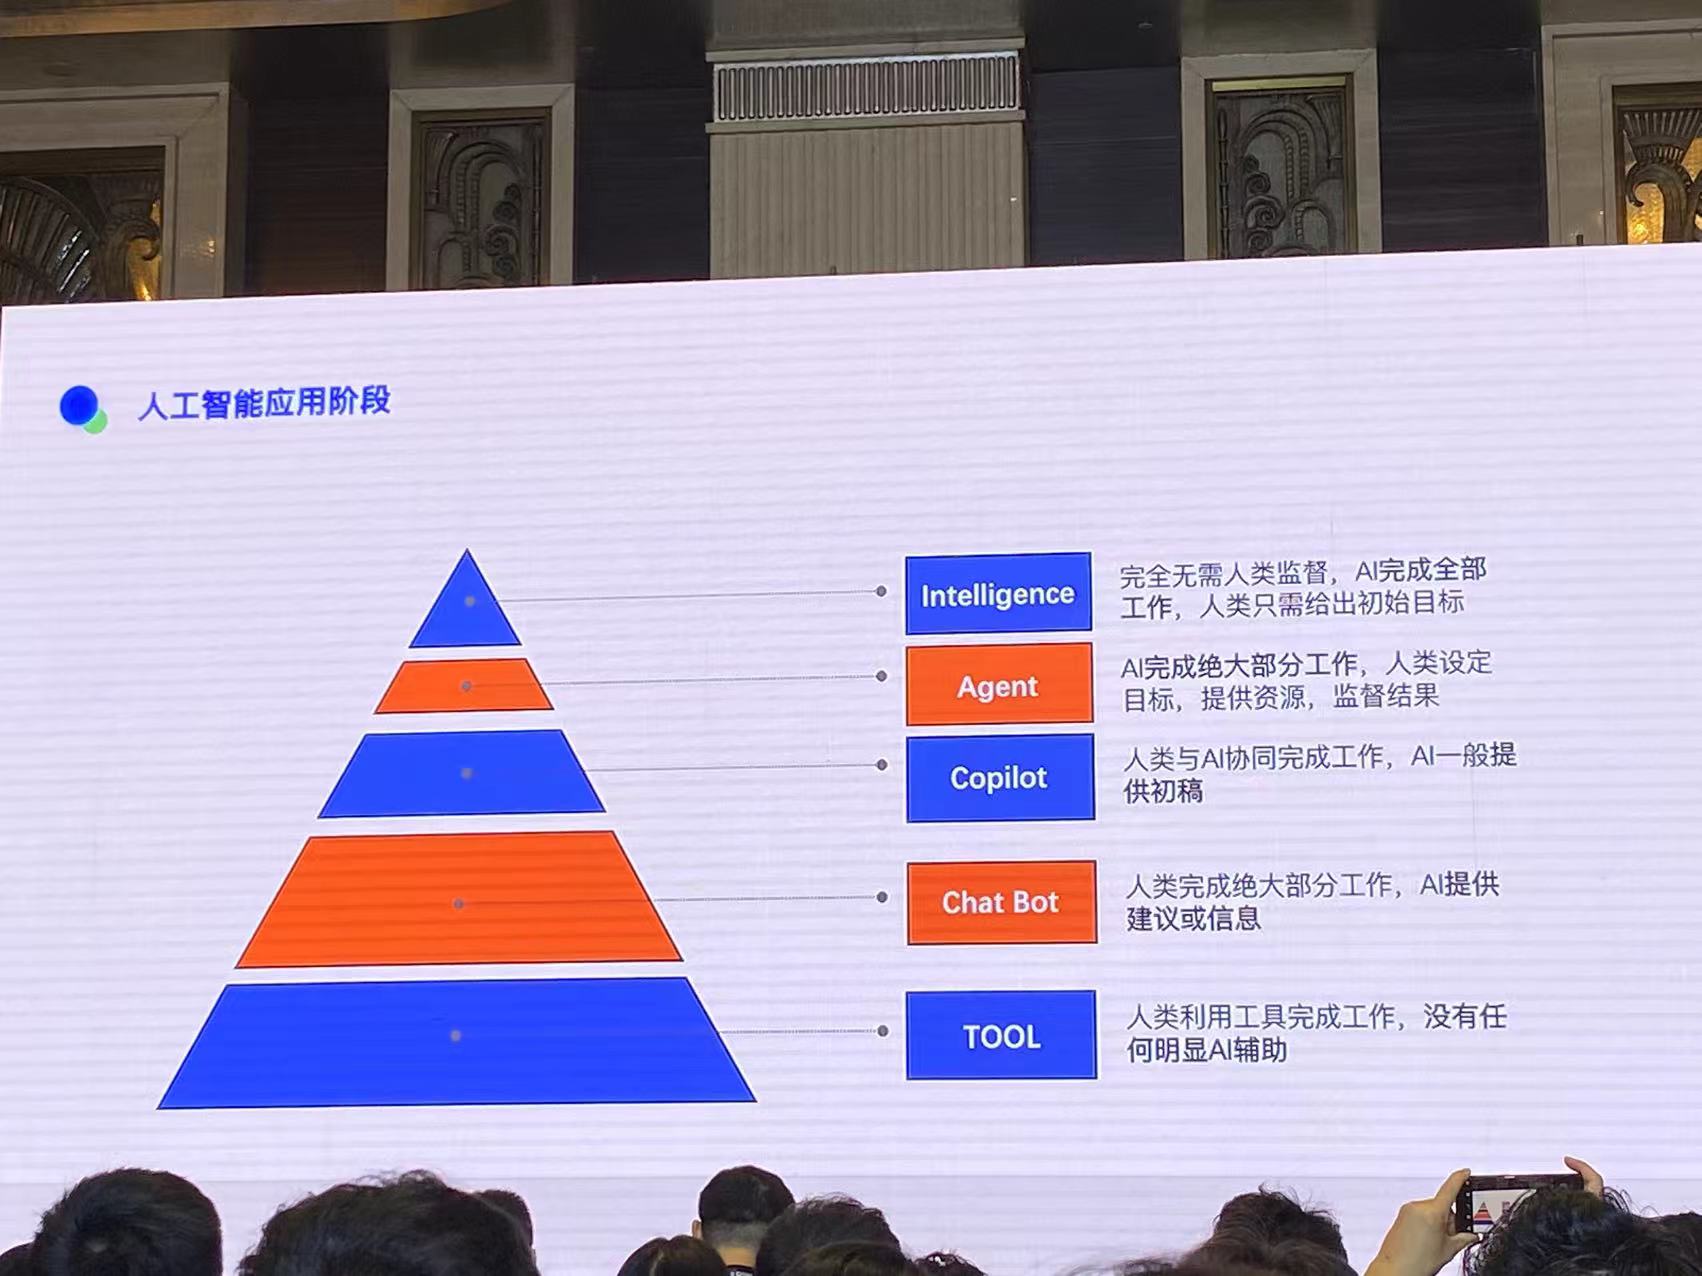 人工智能应用阶段
Intelligence
完全无需人类监督，AI完成全部
工作，人类只需给出初始目标
Agent
AI完成绝大部分工作，人类设定
目标，提供资源，监督结果
Copilot
人类与AI协同完成工作，AI一般提
供初稿
Chat Bot
人类完成绝大部分工作，AI提供
建议或信息
TOOL
人类利用工具完成工作，没有任
何明显AI辅助